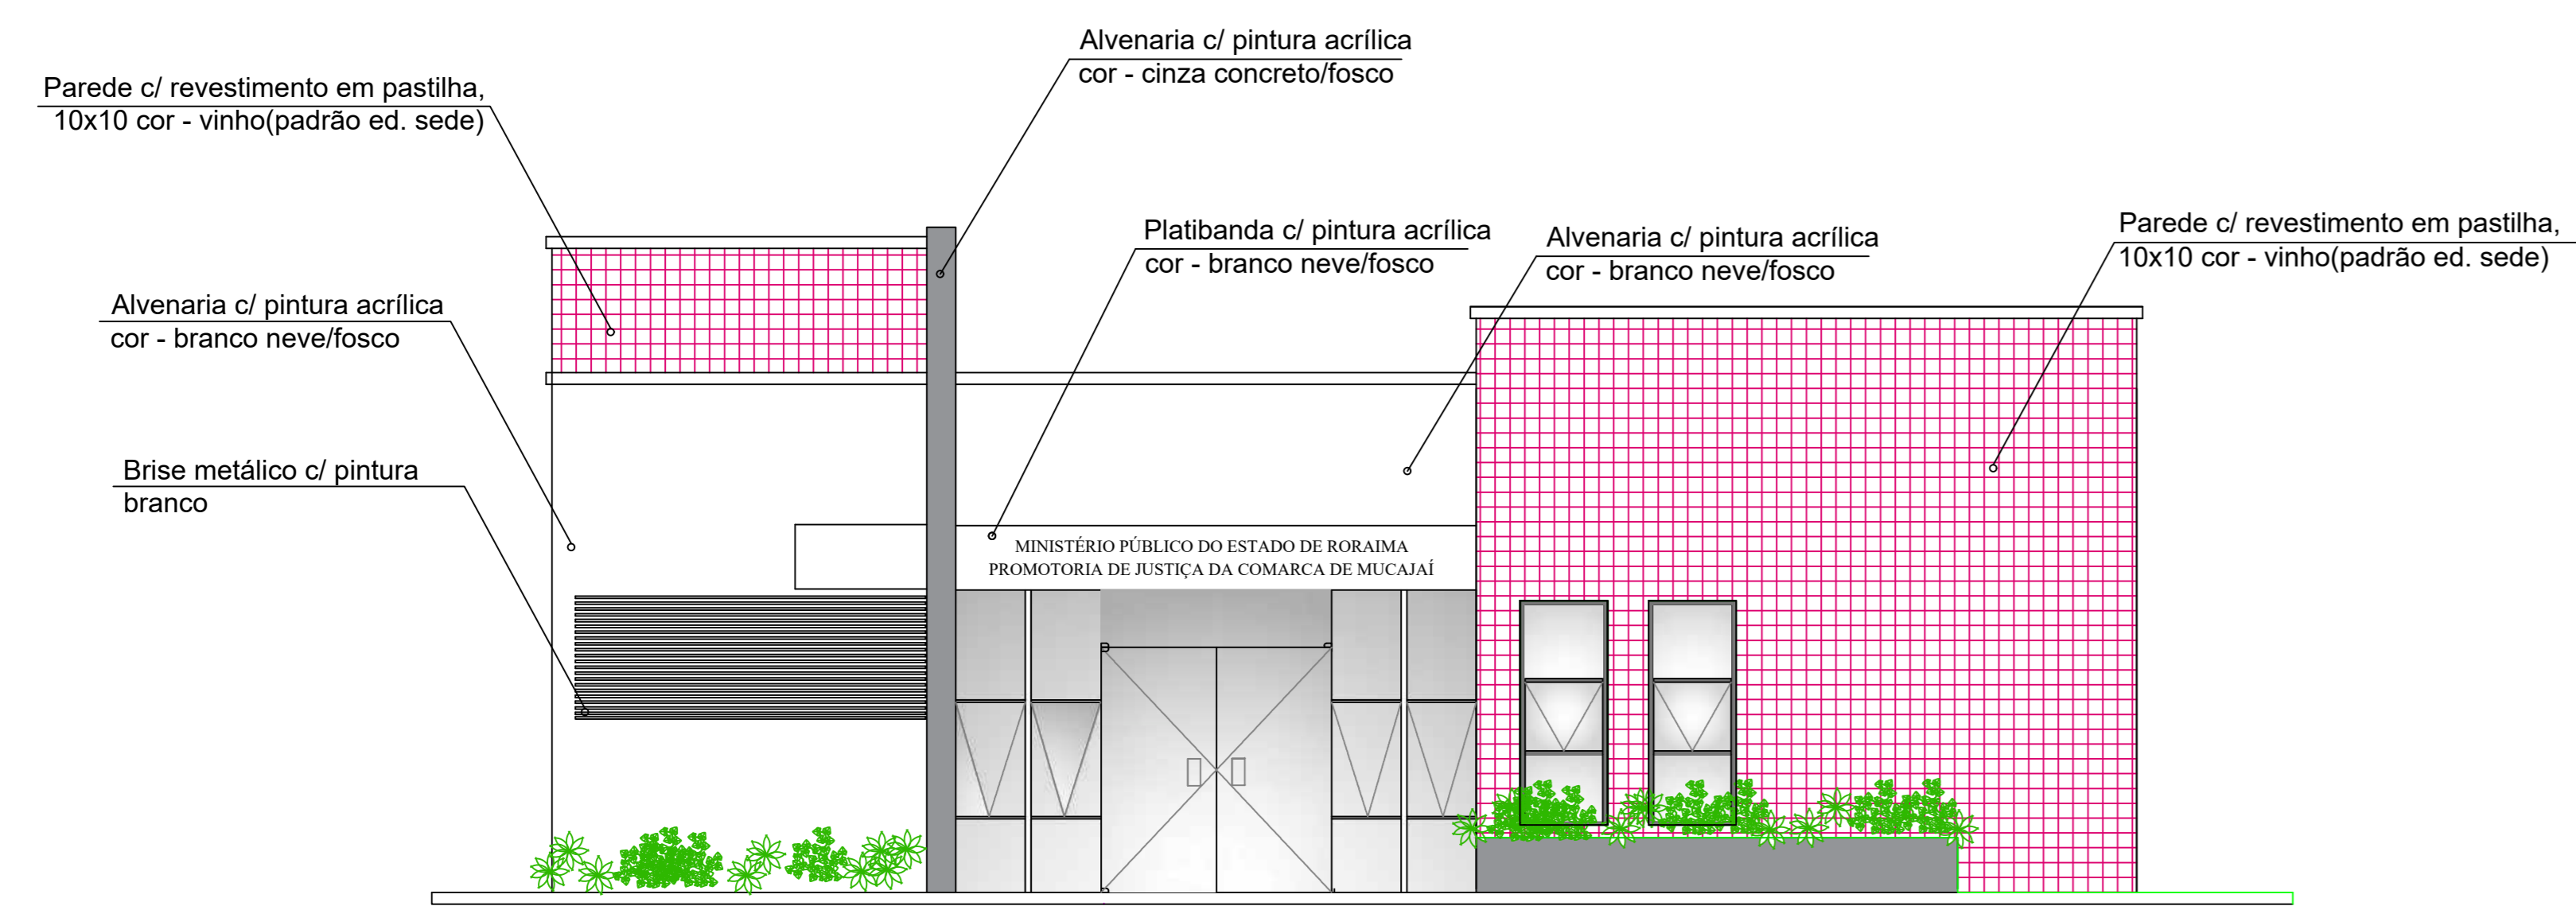 Alvenaria c/ pintura acrílica
cor - cinza concreto/fosco
Parede c/ revestimento em pastilha,
10x10 cor - vinho(padrão ed. sede)
Platibanda c/ pintura acrílica
cor - branco neve/fosco
Alvenaria c/ pintura acrílica
cor - branco neve/fosco
Parede c/ revestimento em pastilha,
10x10 cor - vinho(padrão ed. sede)
Alvenaria c/ pintura acrílica
cor - branco neve/fosco
Brise metálico c/ pintura
branco
MINISTÉRIO PÚBLICO DO ESTADO DE RORAIMA
PROMOTORIA DE JUSTIÇA DA COMARCA DE MUCAJAÍ